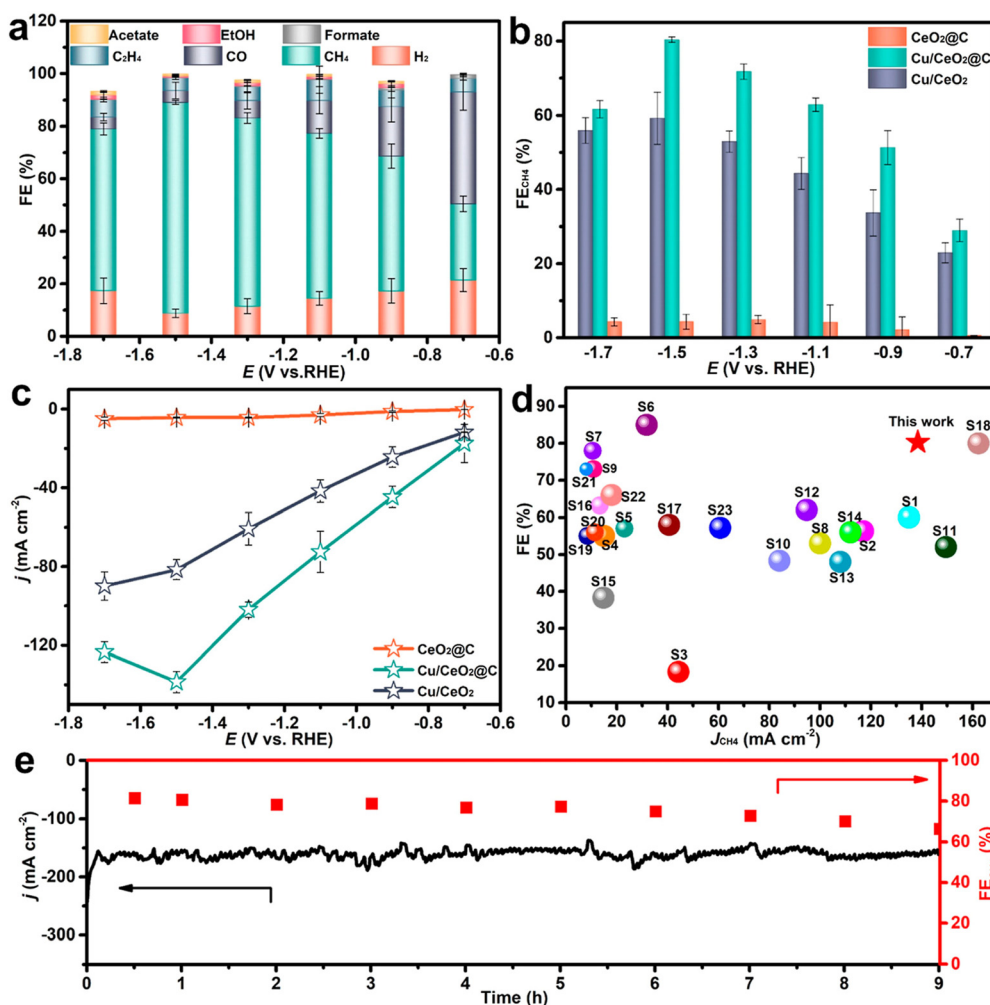 a
Acetate EtOH Formate
C₂H₄ CO CH₄ H₂
FE (%)
120
100
80
60
40
20
0
-1.8 -1.6 -1.4 -1.2 -1.0 -0.8 -0.6
E (V vs.RHE)
b
CeO₂@C
Cu/CeO₂@C
Cu/CeO₂
FE_CH4 (%)
80
60
40
20
0
-1.7 -1.5 -1.3 -1.1 -0.9 -0.7
E (V vs. RHE)
c
j (mA cm⁻²)
0
-40
-80
-120
CeO₂@C
Cu/CeO₂@C
Cu/CeO₂
-1.8 -1.6 -1.4 -1.2 -1.0 -0.8 -0.6
E (V vs. RHE)
d
FE (%)
90
80
70
60
50
40
30
20
10
S6
This work
S18
S7
S9
S21
S22
S16
S12
S20
S5
S17
S23
S14
S1
S19
S4
S8
S2
S11
S10
S13
S15
S3
0 20 40 60 80 100 120 140 160
J_CH4 (mA cm⁻²)
e
j (mA cm⁻²)
0
-100
-200
-300
100
80
60
40
20
0
FE (%)
0 1 2 3 4 5 6 7 8 9
Time (h)